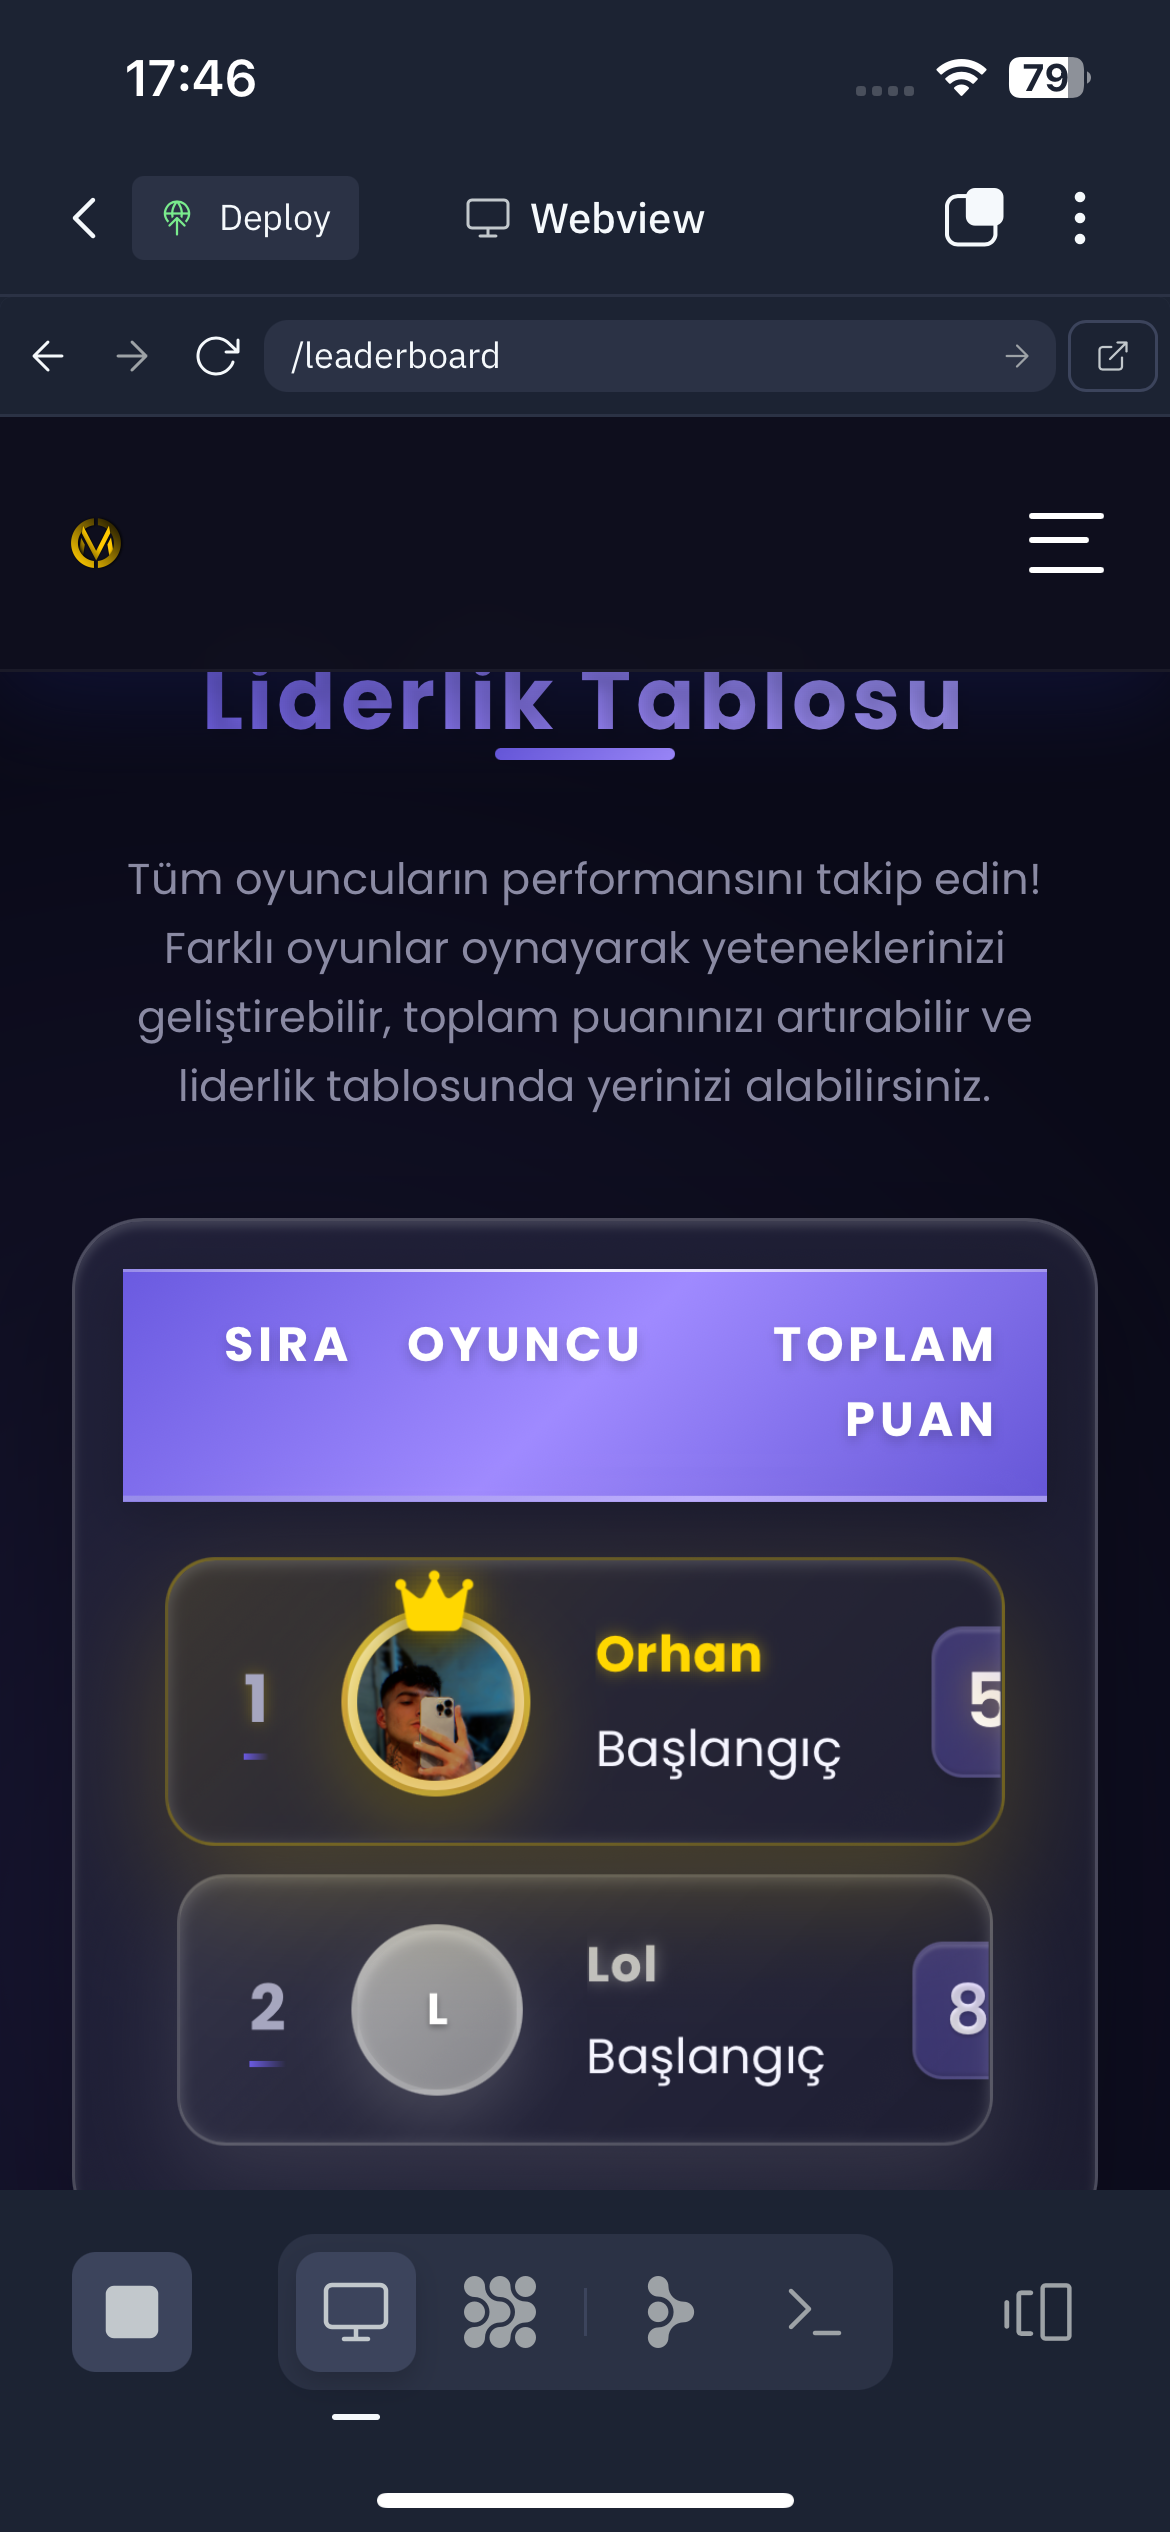 17:46
79
Deploy
Webview
/leaderboard
Liderlik Tablosu
Tüm oyuncuların performansını takip edin!
Farklı oyunlar oynayarak yeteneklerinizi
geliştirebilir, toplam puanınızı artırabilir ve
liderlik tablosunda yerinizi alabilirsiniz.
SIRA OYUNCU TOPLAM
PUAN
1
Orhan
Başlangıç
5
2
L
Lol
Başlangıç
8